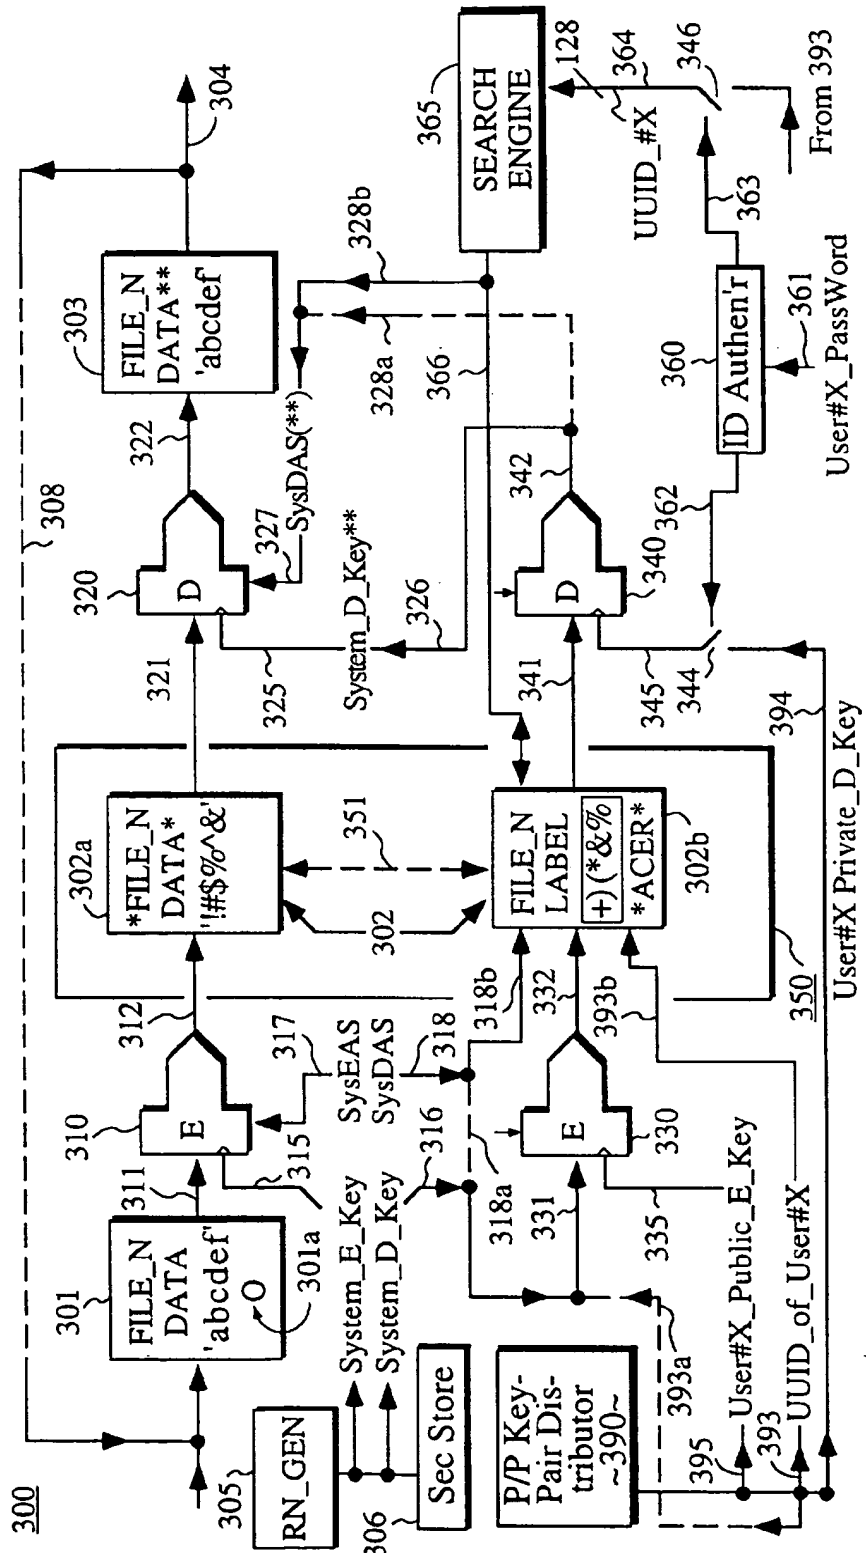 300
308
301
FILE_N
DATA
'abcdef'
301a
311
310
E
315
312
302a
*FILE_N
DATA*
'!#$%^&'
321
320
D
325
322
303
FILE_N
DATA**
'abcdef'
304
305
RN_GEN
306
Sec Store
System_E_Key
System_D_Key
316
317
SysEAS
SysDAS
318
318a
318b
302
351
System_D_Key**
326
327
SysDAS(**)
328a
328b
366
365
SEARCH
ENGINE
P/P Key-
Pair Dis-
tributor
~390~
393a
331
E
330
335
332
393b
FILE_N
LABEL
+)(*&%
*ACER*
302b
341
D
340
342
345
344
362
360
ID Authen'r
361
User#X_PassWord
363
UUID_#X
128
364
346
From 393
395
User#X_Public_E_Key
393
UUID_of_User#X
350
394
User#X Private_D_Key